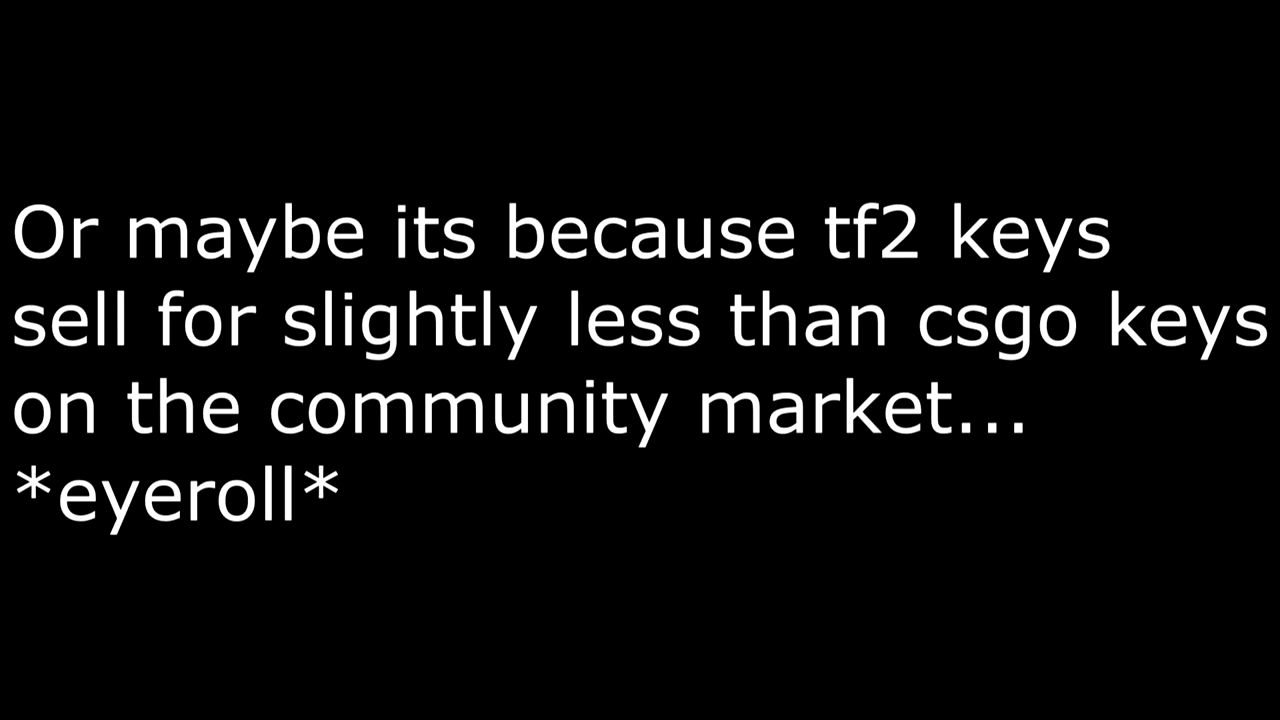 Or maybe its because tf2 keys
sell for slightly less than csgo keys
on the community market...
*eyeroll*